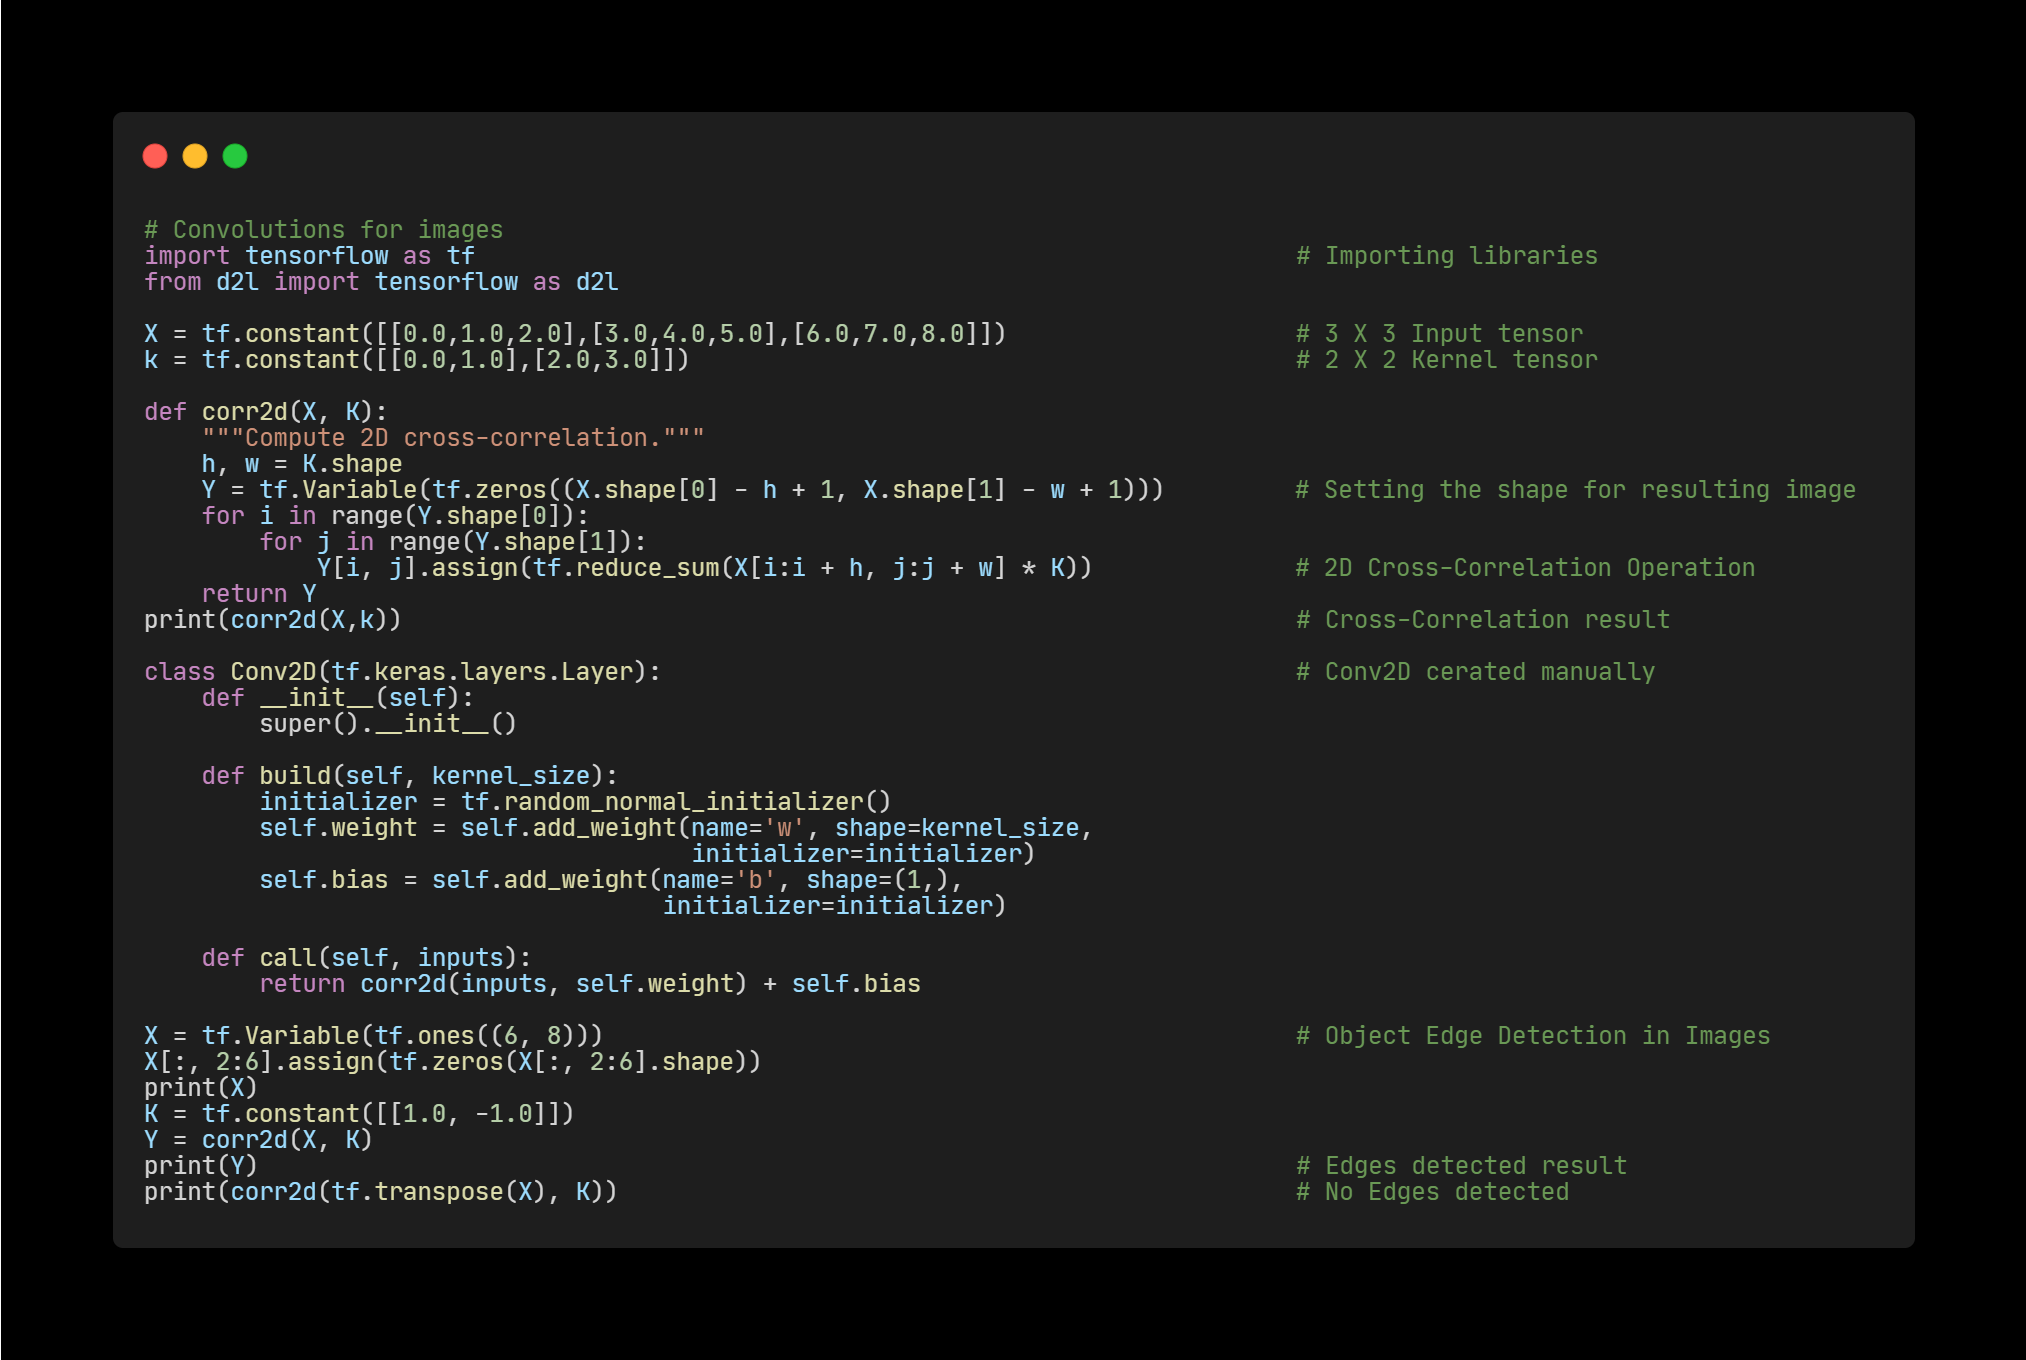 # Convolutions for images
import tensorflow as tf # Importing libraries
from d2l import tensorflow as d2l
X = tf.constant([[0.0,1.0,2.0],[3.0,4.0,5.0],[6.0,7.0,8.0]]) # 3 X 3 Input tensor
k = tf.constant([[0.0,1.0],[2.0,3.0]]) # 2 X 2 Kernel tensor
def corr2d(X, K):
    """Compute 2D cross-correlation."""
    h, w = K.shape
    Y = tf.Variable(tf.zeros((X.shape[0] - h + 1, X.shape[1] - w + 1))) # Setting the shape for resulting image
    for i in range(Y.shape[0]):
        for j in range(Y.shape[1]):
            Y[i, j].assign(tf.reduce_sum(X[i:i + h, j:j + w] * K)) # 2D Cross-Correlation Operation
    return Y
print(corr2d(X,k)) # Cross-Correlation result
class Conv2D(tf.keras.layers.Layer): # Conv2D cerated manually
    def __init__(self):
        super().__init__()
    def build(self, kernel_size):
        initializer = tf.random_normal_initializer()
        self.weight = self.add_weight(name='w', shape=kernel_size,
                                      initializer=initializer)
        self.bias = self.add_weight(name='b', shape=(1,),
                                    initializer=initializer)
    def call(self, inputs):
        return corr2d(inputs, self.weight) + self.bias
X = tf.Variable(tf.ones((6, 8))) # Object Edge Detection in Images
X[:, 2:6].assign(tf.zeros(X[:, 2:6].shape))
print(X)
K = tf.constant([[1.0, -1.0]])
Y = corr2d(X, K)
print(Y) # Edges detected result
print(corr2d(tf.transpose(X), K)) # No Edges detected